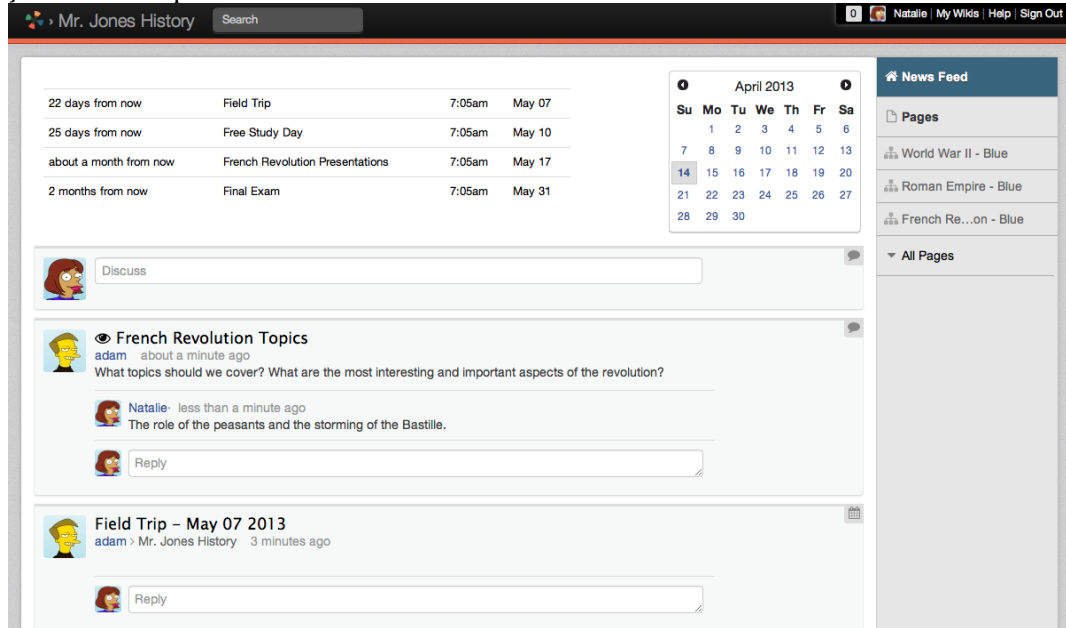 › Mr. Jones History Search 0 Natalie | My Wikis | Help | Sign Out
22 days from now Field Trip 7:05am May 07
25 days from now Free Study Day 7:05am May 10
about a month from now French Revolution Presentations 7:05am May 17
2 months from now Final Exam 7:05am May 31
April 2013
Su Mo Tu We Th Fr Sa
1 2 3 4 5 6
7 8 9 10 11 12 13
14 15 16 17 18 19 20
21 22 23 24 25 26 27
28 29 30
News Feed
Pages
World War II - Blue
Roman Empire - Blue
French Re...on - Blue
All Pages
Discuss
French Revolution Topics
adam about a minute ago
What topics should we cover? What are the most interesting and important aspects of the revolution?
Natalie· less than a minute ago
The role of the peasants and the storming of the Bastille.
Reply
Field Trip – May 07 2013
adam › Mr. Jones History 3 minutes ago
Reply